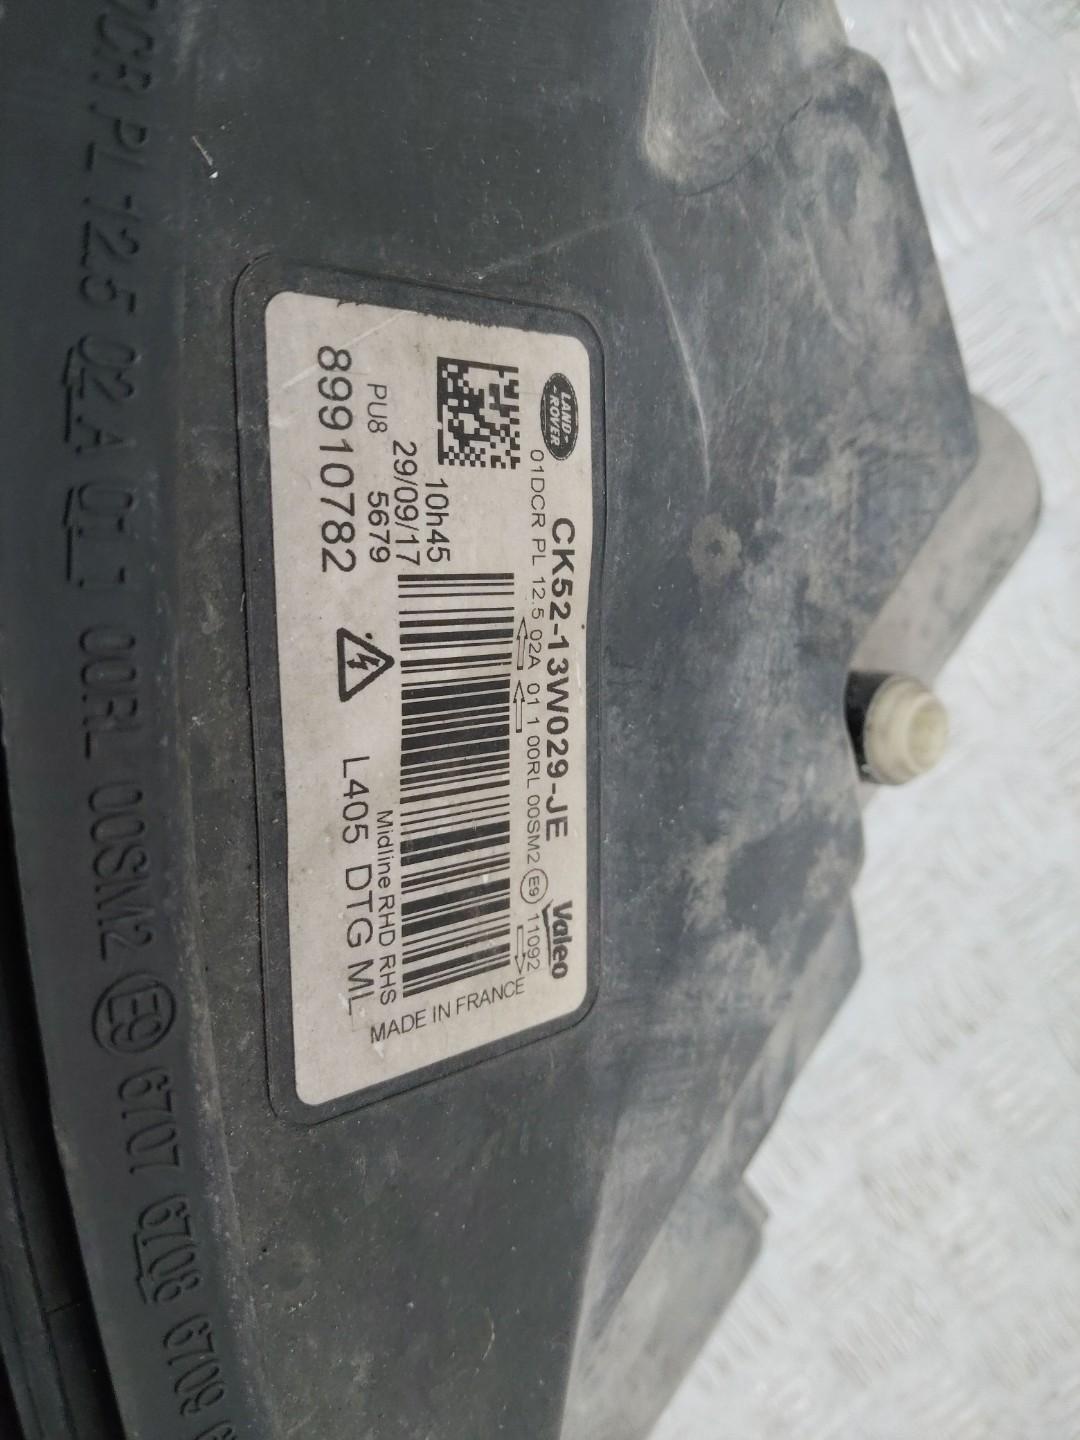 LAND-
ROVER
CK52-13W029-JE
Valeo
01DCR PL 12.5 02A 01 1 00RL 00SM2 E9 11092
10h45
29/09/17
PU8 5679
89910782
Midline RHD RHS
L405 DTG ML
MADE IN FRANCE
DCR PL 12.5 02A 01 1 00RL 00SM2 E9 6707 6708 6709